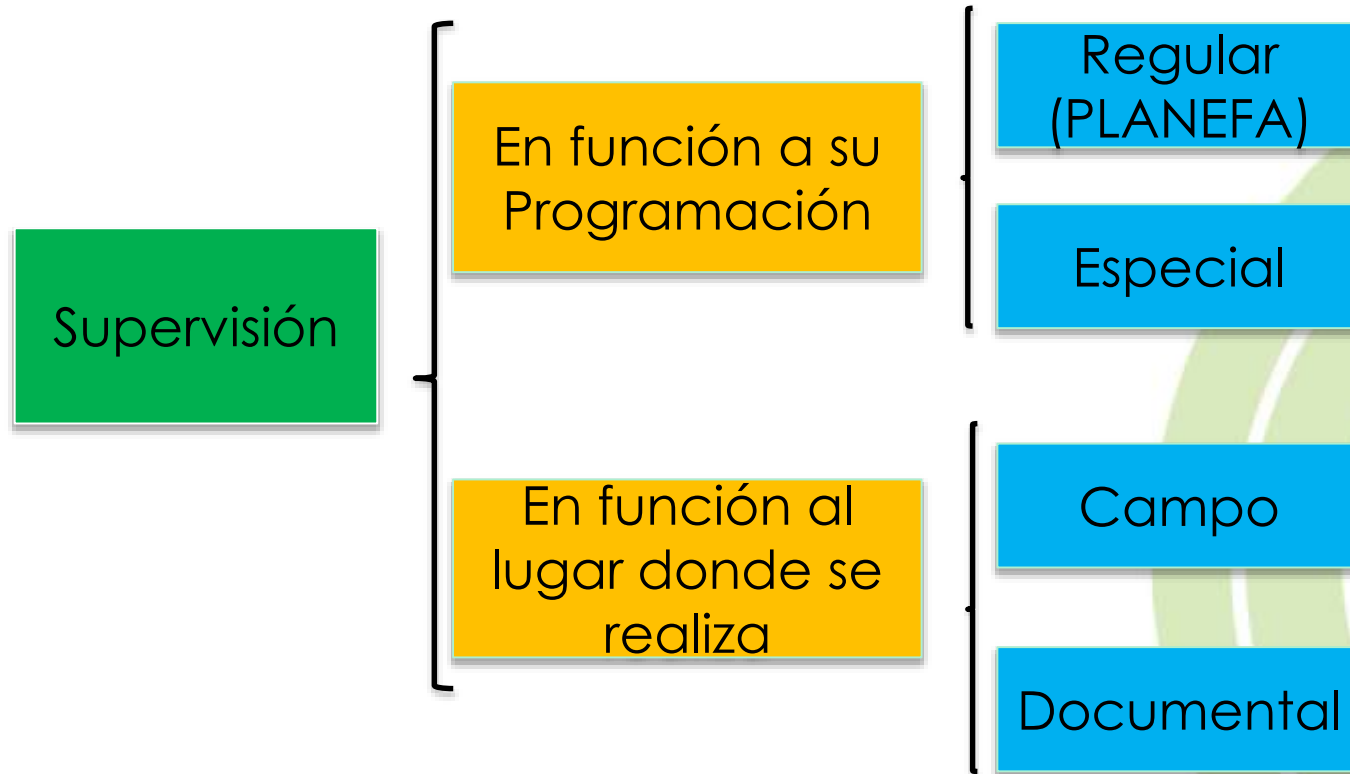 Supervisión
En función a su
Programación
Regular
(PLANEFA)
Especial
En función al
lugar donde se
realiza
Campo
Documental